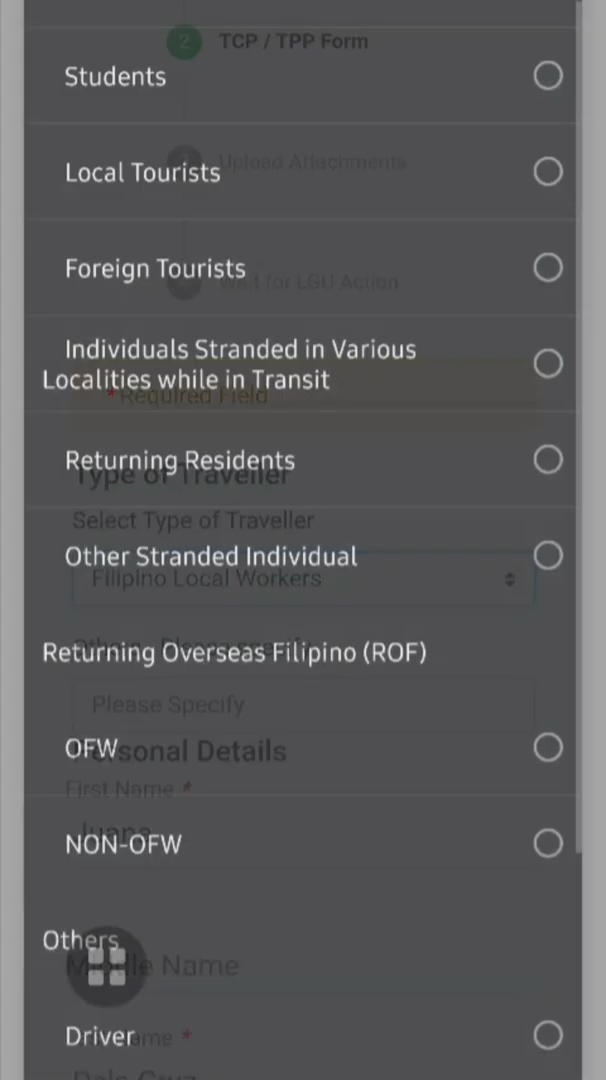 2 TCP / TPP Form
Students
Upload Attachments
Local Tourists
Foreign Tourists
Wait for LGU Action
Individuals Stranded in Various
Localities while in Transit
*Required Field
Returning Residents
Type of Traveller
Select Type of Traveller
Other Stranded Individual
Filipino Local Workers
Returning Overseas Filipino (ROF)
Please Specify
OFW
Personal Details
First Name *
Juana
NON-OFW
Others
Middle Name
Driver
Name *
Dela Cruz